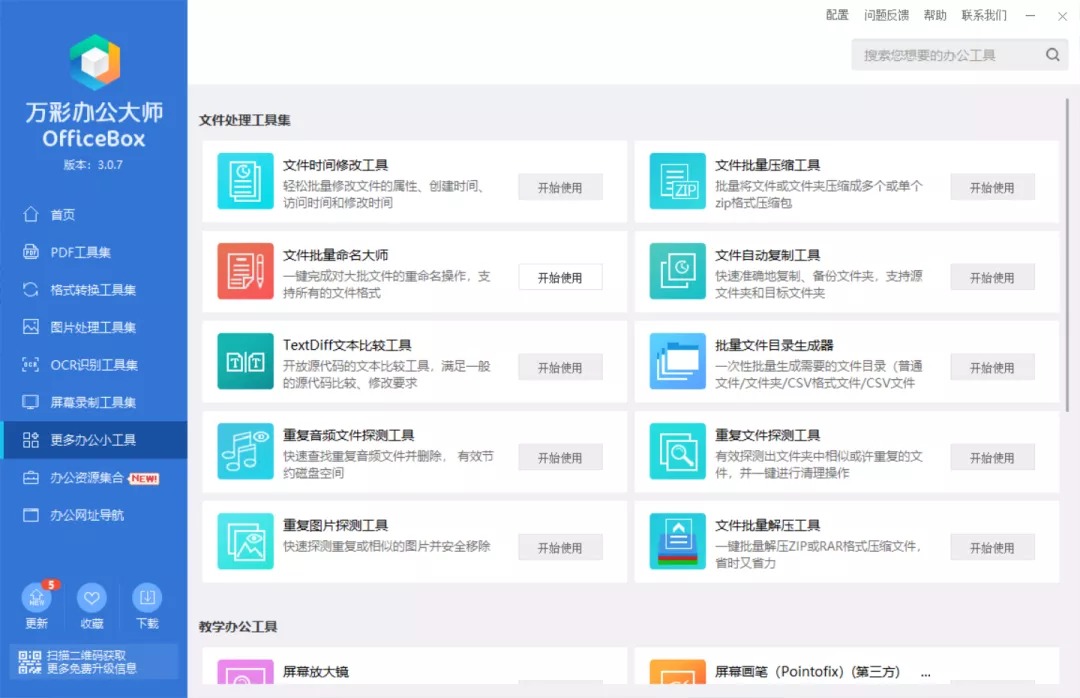 配置 问题反馈 帮助 联系我们
搜索您想要的办公工具
万彩办公大师
OfficeBox
版本：3.0.7
首页
PDF工具集
格式转换工具集
图片处理工具集
OCR识别工具集
屏幕录制工具集
更多办公小工具
办公资源集合 NEW!
办公网址导航
5
更新 收藏 下载
扫描二维码获取
更多免费升级信息
文件处理工具集
文件时间修改工具
轻松批量修改文件的属性、创建时间、
访问时间和修改时间
开始使用
ZIP
文件批量压缩工具
批量将文件或文件夹压缩成多个或单个
zip格式压缩包
开始使用
文件批量命名大师
一键完成对大批文件的重命名操作，支
持所有的文件格式
开始使用
文件自动复制工具
快速准确地复制、备份文件夹，支持源
文件夹和目标文件夹
开始使用
TextDiff文本比较工具
开放源代码的文本比较工具，满足一般
的源代码比较、修改要求
开始使用
批量文件目录生成器
一次性批量生成需要的文件目录（普通
文件/文件夹/CSV格式文件/CSV文件
开始使用
重复音频文件探测工具
快速查找重复音频文件并删除， 有效节
约磁盘空间
开始使用
重复文件探测工具
有效探测出文件夹中相似或许重复的文
件，并一键进行清理操作
开始使用
重复图片探测工具
快速探测重复或相似的图片并安全移除
开始使用
文件批量解压工具
一键批量解压ZIP或RAR格式压缩文件，
省时又省力
开始使用
教学办公工具
屏幕放大镜
屏幕画笔（Pointofix）(第三方） ...